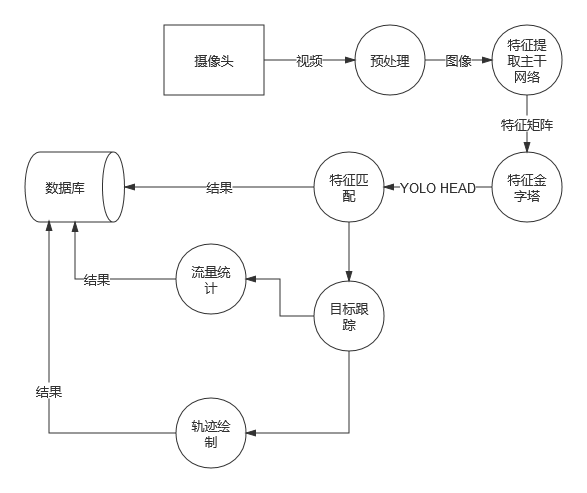 摄像头
视频
预处理
图像
特征提
取主干
网络
特征矩阵
数据库
结果
特征匹
配
YOLO HEAD
特征金
字塔
结果
流量统
计
目标跟
踪
结果
轨迹绘
制